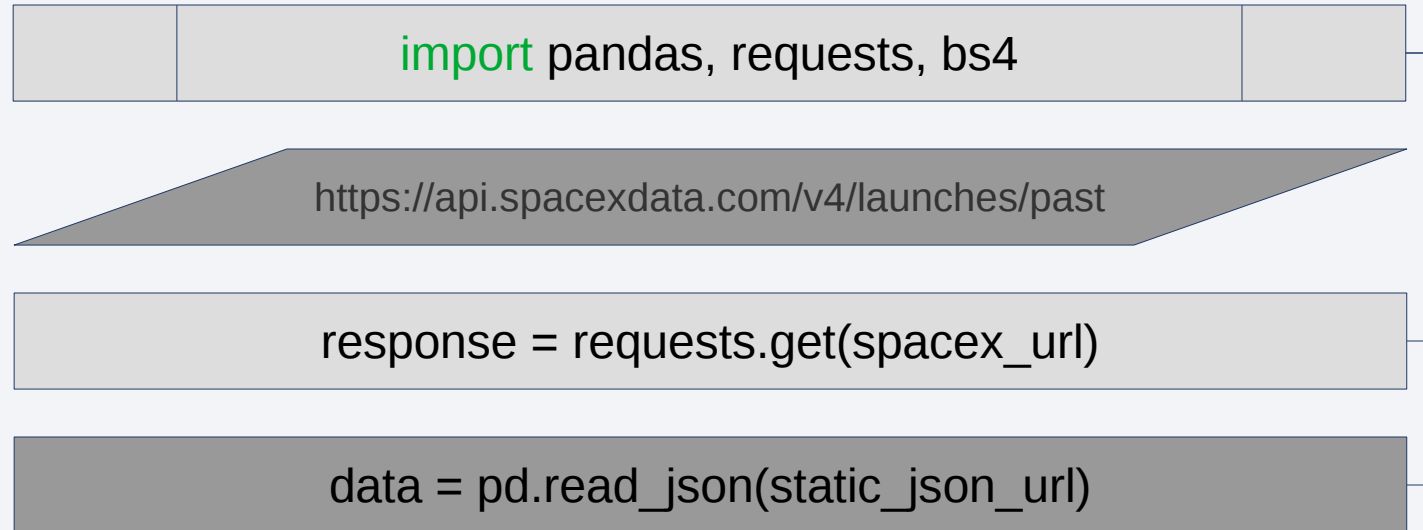 import pandas, requests, bs4
https://api.spacexdata.com/v4/launches/past
response = requests.get(spacex_url)
data = pd.read_json(static_json_url)